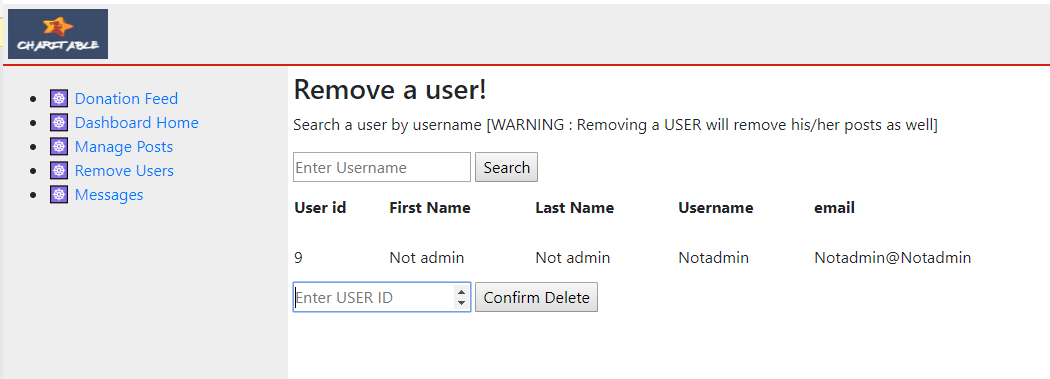 CHARITABLE
Donation Feed
Dashboard Home
Manage Posts
Remove Users
Messages
Remove a user!
Search a user by username [WARNING : Removing a USER will remove his/her posts as well]
Enter Username Search
User id First Name Last Name Username email
9 Not admin Not admin Notadmin Notadmin@Notadmin
Enter USER ID Confirm Delete